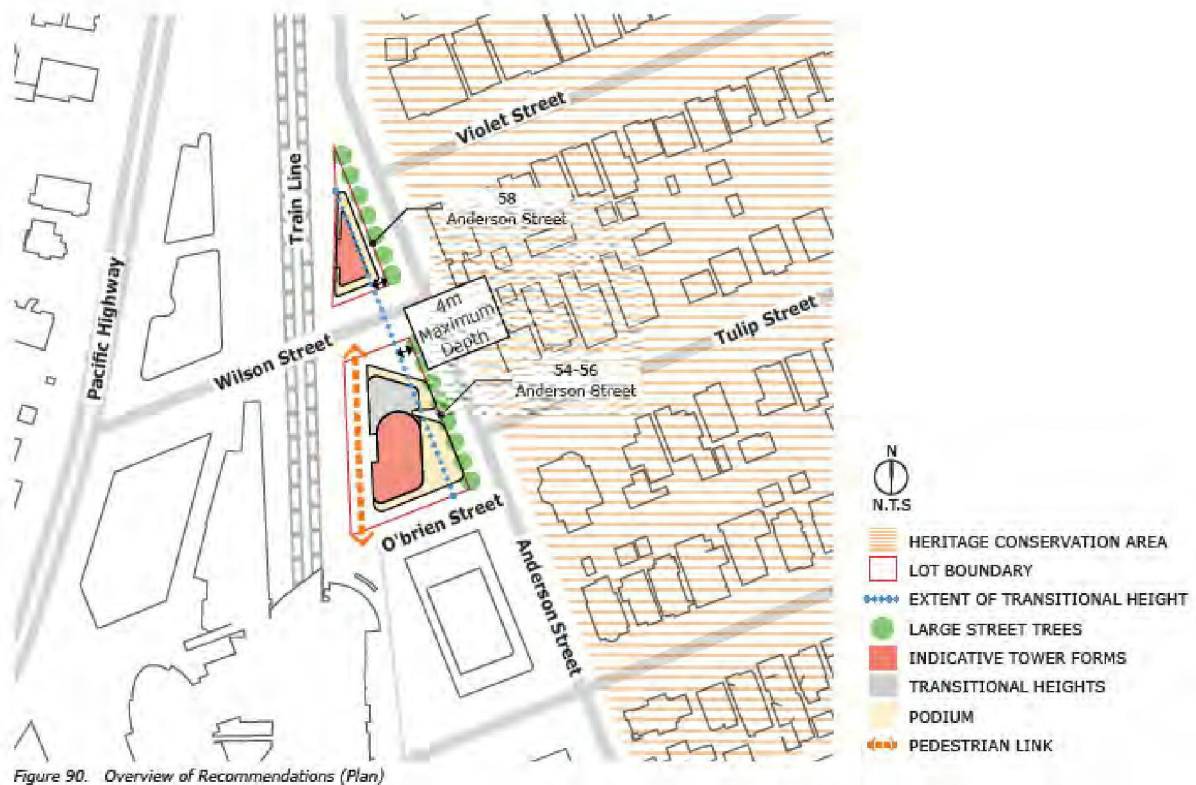 Violet Street
Train Line
58
Anderson Street
Pacific Highway
4m
Maximum
Depth
Tulip Street
Wilson Street
54-56
Anderson Street
O'brien Street
Anderson Street
N
N.T.S
HERITAGE CONSERVATION AREA
LOT BOUNDARY
EXTENT OF TRANSITIONAL HEIGHT
LARGE STREET TREES
INDICATIVE TOWER FORMS
TRANSITIONAL HEIGHTS
PODIUM
PEDESTRIAN LINK
Figure 90. Overview of Recommendations (Plan)